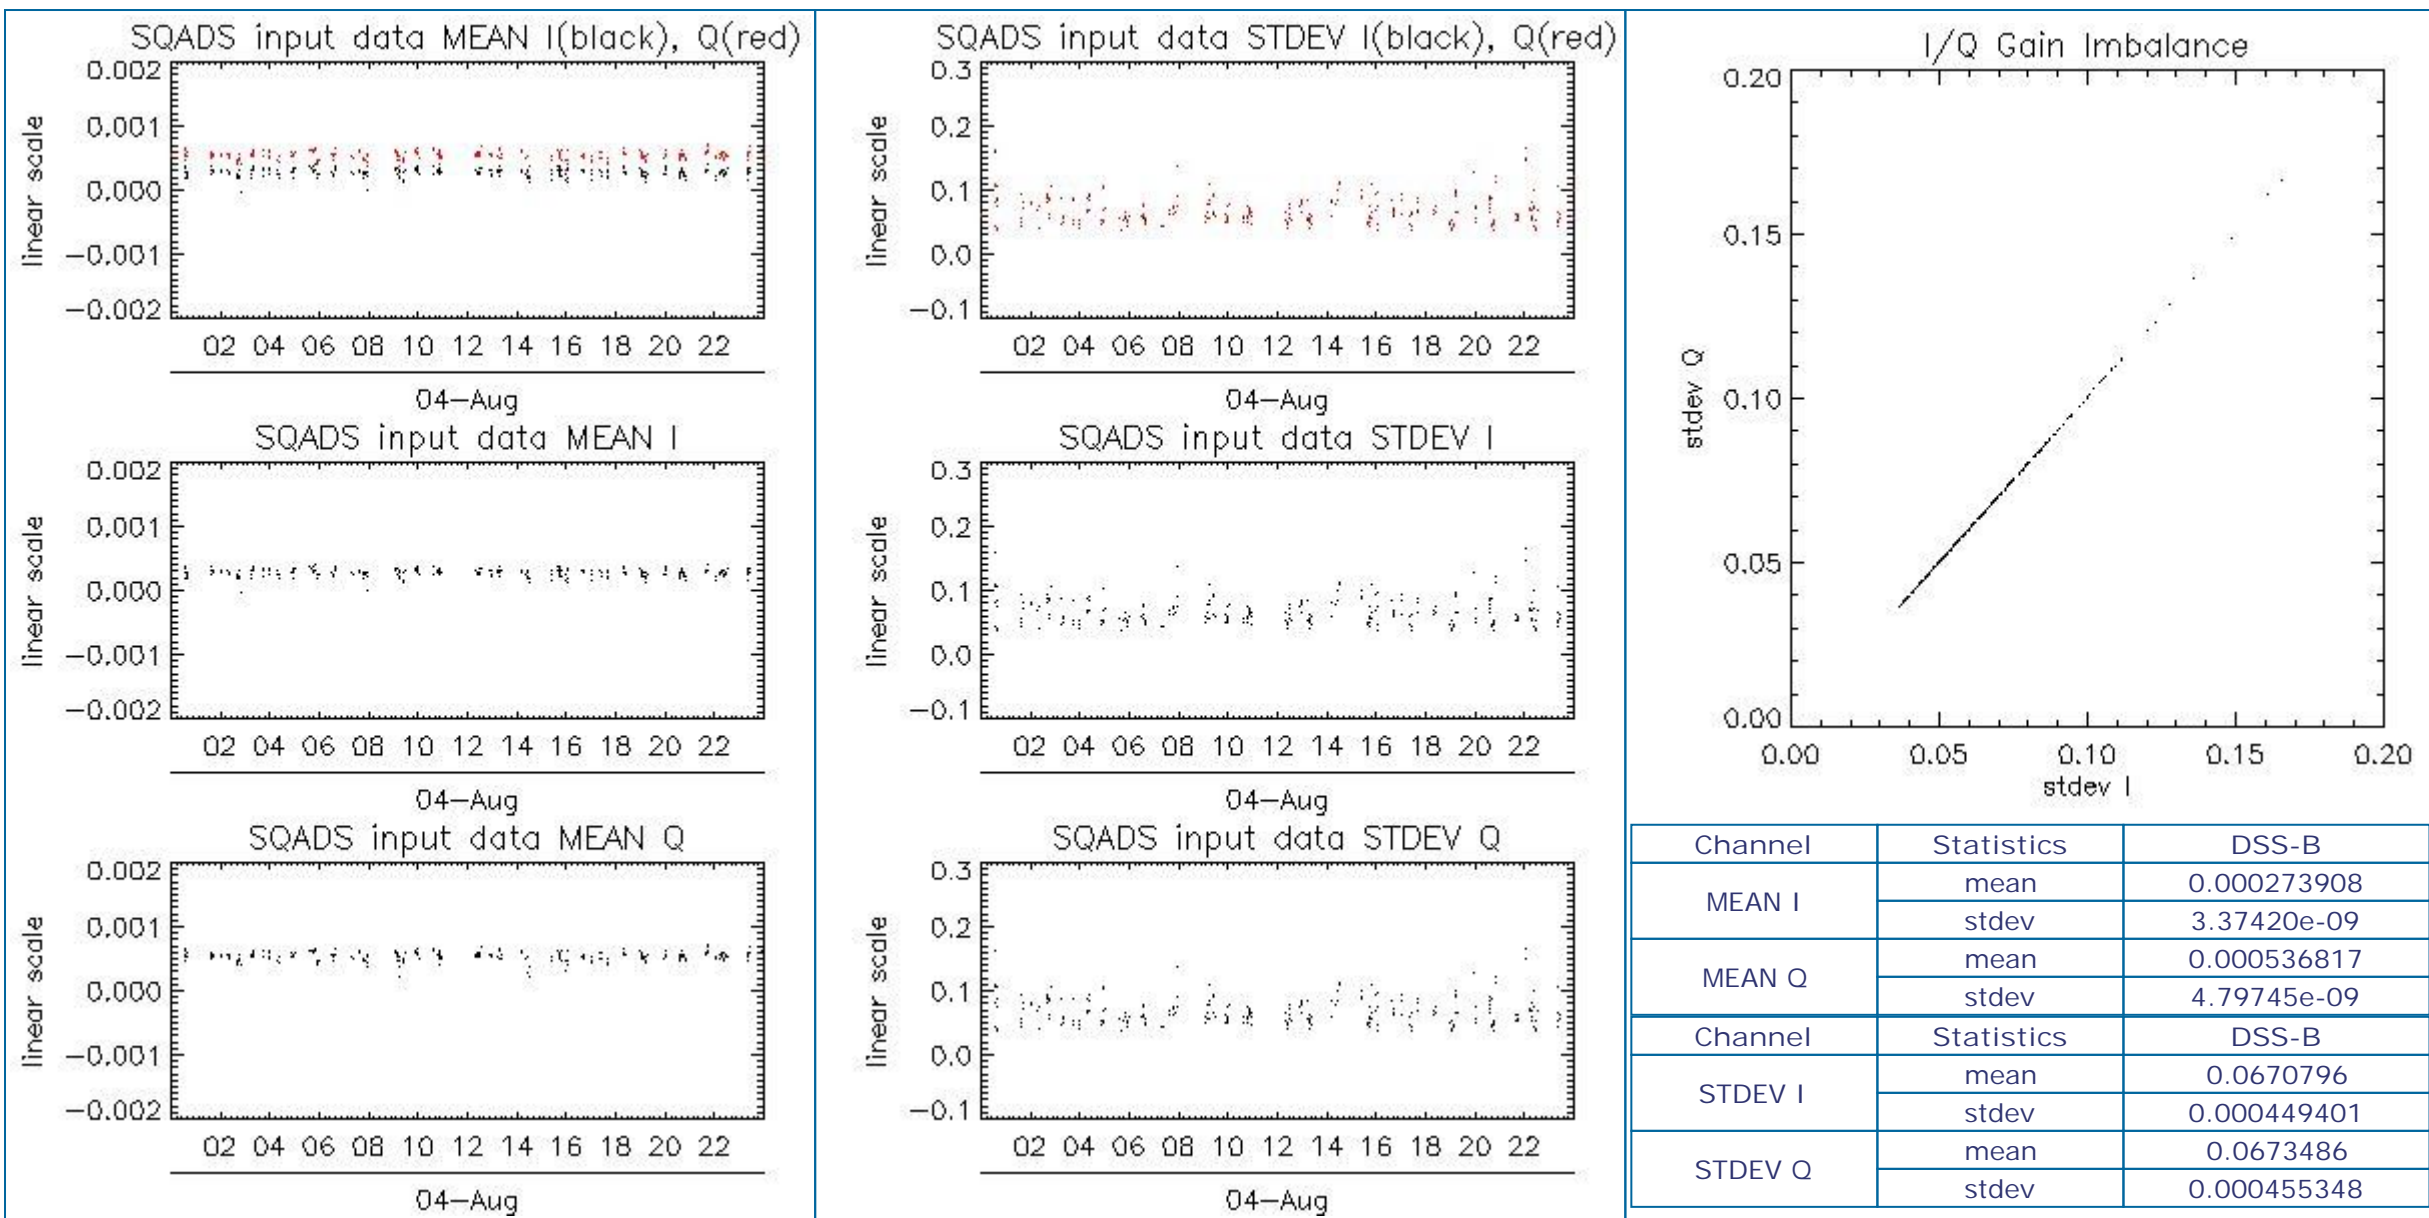 SQADS input data MEAN I(black), Q(red)
0.002
0.001
0.000
−0.001
−0.002
linear scale
02 04 06 08 10 12 14 16 18 20 22
04−Aug
SQADS input data MEAN I
0.002
0.001
0.000
−0.001
−0.002
linear scale
02 04 06 08 10 12 14 16 18 20 22
04−Aug
SQADS input data MEAN Q
0.002
0.001
0.000
−0.001
−0.002
linear scale
02 04 06 08 10 12 14 16 18 20 22
04−Aug
SQADS input data STDEV I(black), Q(red)
0.3
0.2
0.1
0.0
−0.1
linear scale
02 04 06 08 10 12 14 16 18 20 22
04−Aug
SQADS input data STDEV I
0.3
0.2
0.1
0.0
−0.1
linear scale
02 04 06 08 10 12 14 16 18 20 22
04−Aug
SQADS input data STDEV Q
0.3
0.2
0.1
0.0
−0.1
linear scale
02 04 06 08 10 12 14 16 18 20 22
04−Aug
I/Q Gain Imbalance
0.20
0.15
0.10
0.05
0.00
stdev Q
0.00 0.05 0.10 0.15 0.20
stdev I
Channel Statistics DSS-B
MEAN I mean 0.000273908
stdev 3.37420e-09
MEAN Q mean 0.000536817
stdev 4.79745e-09
Channel Statistics DSS-B
STDEV I mean 0.0670796
stdev 0.000449401
STDEV Q mean 0.0673486
stdev 0.000455348